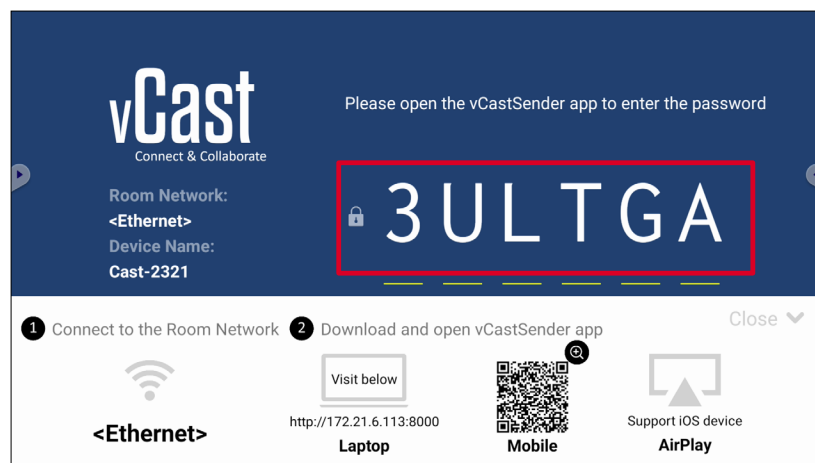 vCast
Connect & Collaborate
Please open the vCastSender app to enter the password
3ULTGA
Room Network:
<Ethernet>
Device Name:
Cast-2321
Close
1 Connect to the Room Network
2 Download and open vCastSender app
<Ethernet>
Visit below
http://172.21.6.113:8000
Laptop
Mobile
Support iOS device
AirPlay